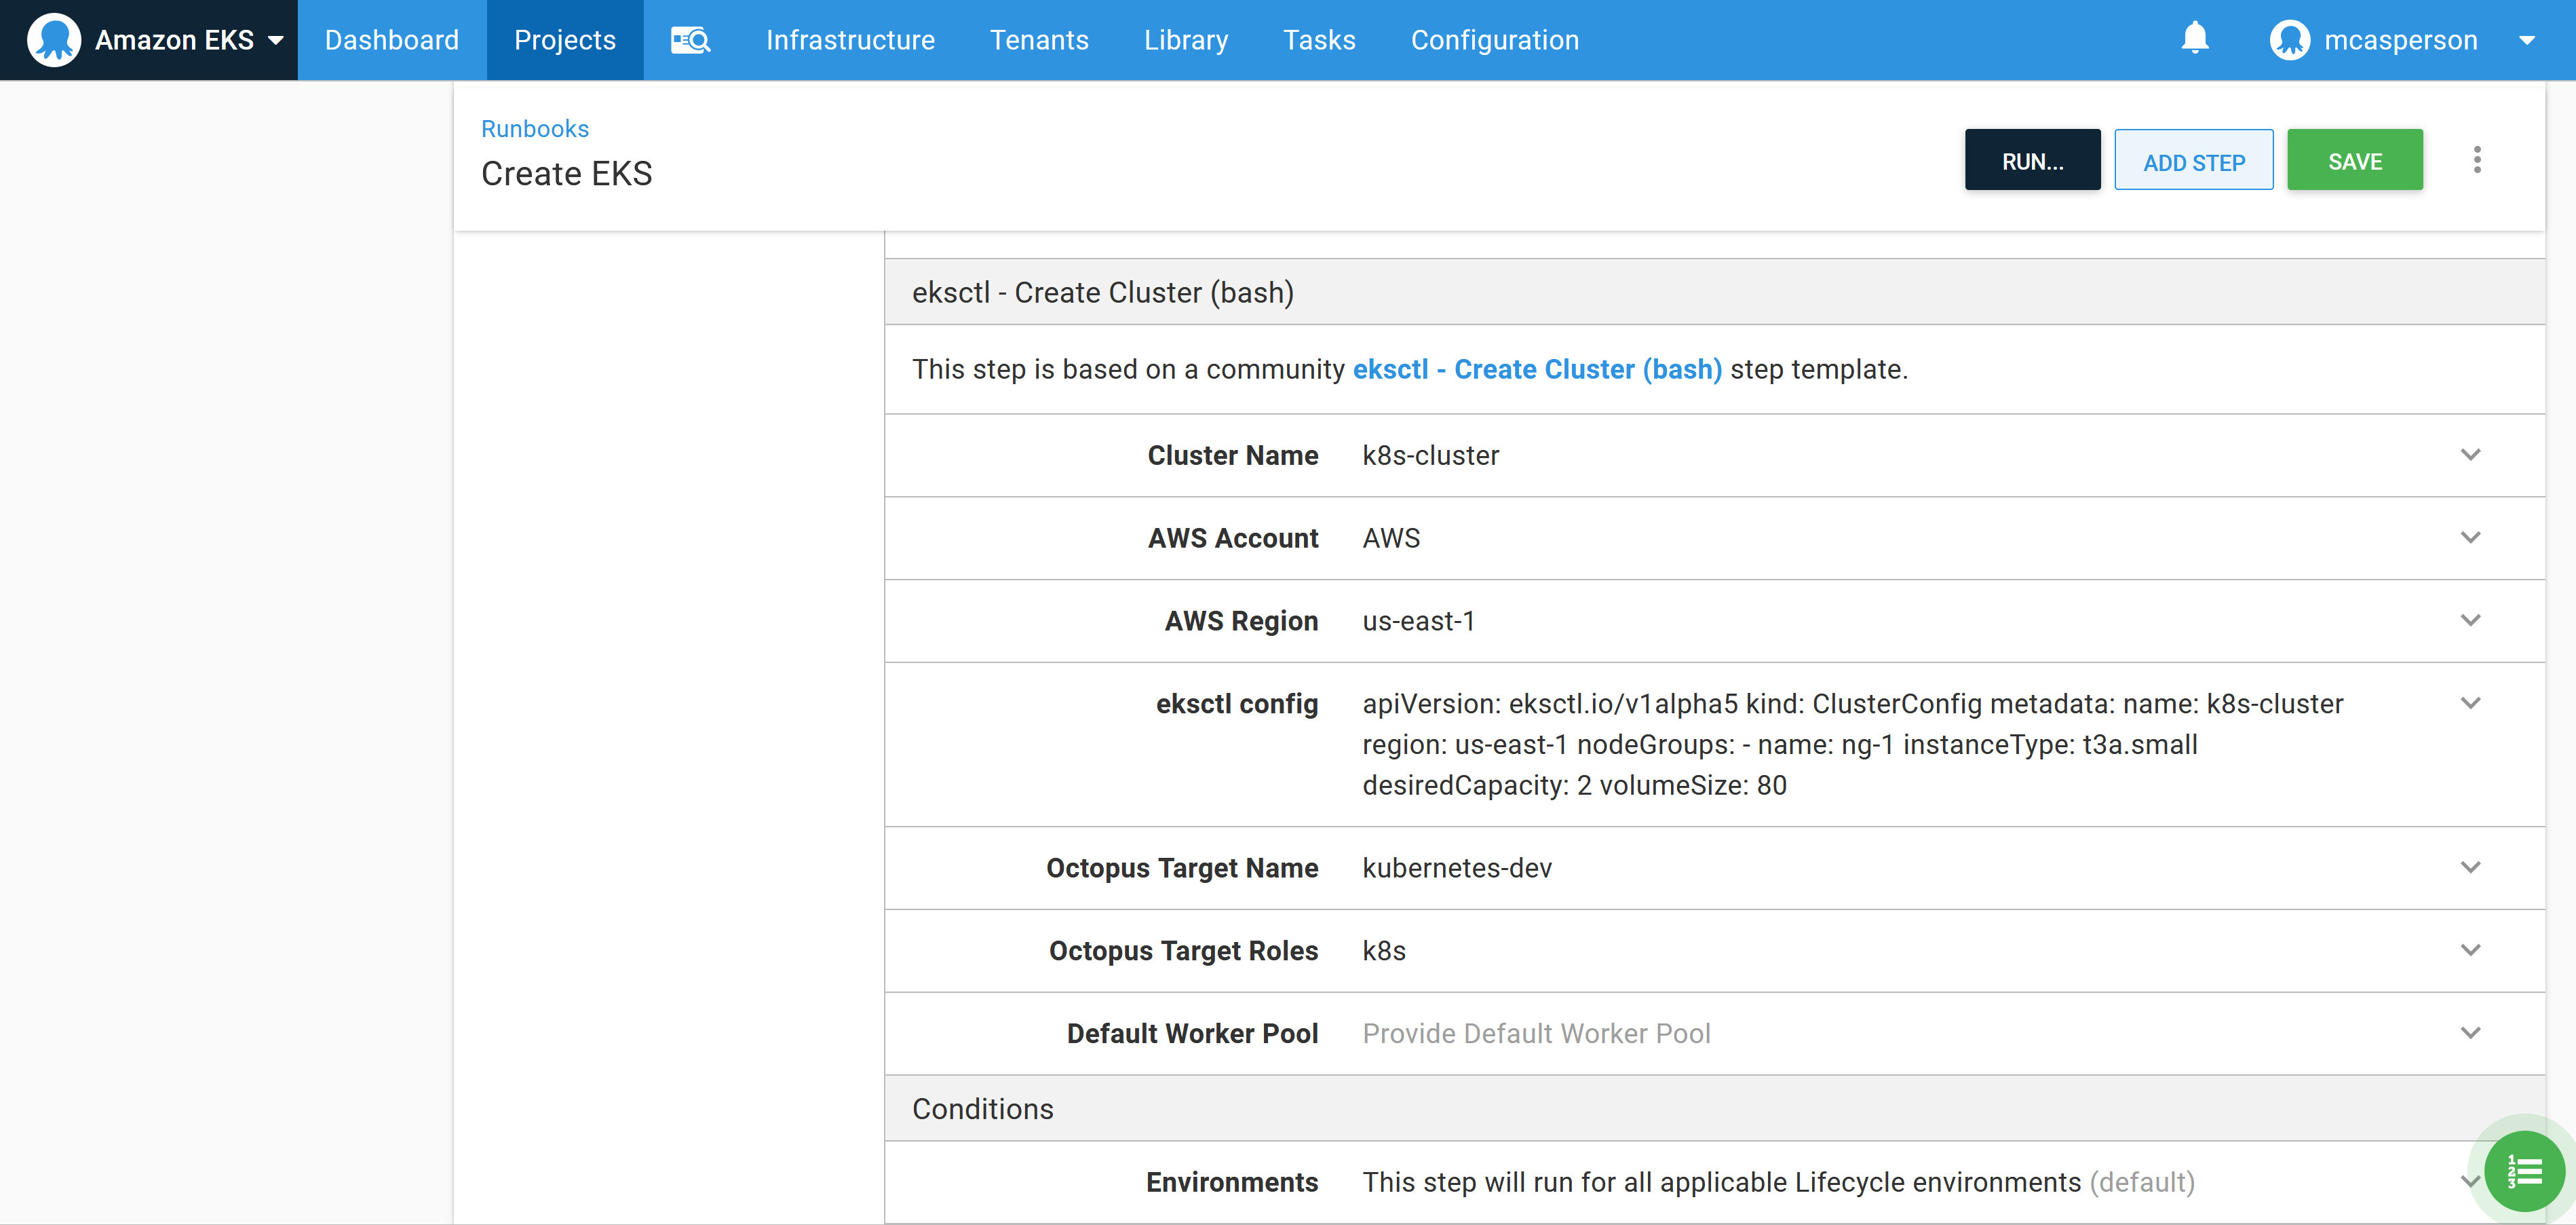 Amazon EKS Dashboard Projects Infrastructure Tenants Library Tasks Configuration mcasperson
Runbooks
Create EKS
RUN... ADD STEP SAVE
eksctl - Create Cluster (bash)
This step is based on a community eksctl - Create Cluster (bash) step template.
Cluster Name k8s-cluster
AWS Account AWS
AWS Region us-east-1
eksctl config apiVersion: eksctl.io/v1alpha5 kind: ClusterConfig metadata: name: k8s-cluster
region: us-east-1 nodeGroups: - name: ng-1 instanceType: t3a.small
desiredCapacity: 2 volumeSize: 80
Octopus Target Name kubernetes-dev
Octopus Target Roles k8s
Default Worker Pool Provide Default Worker Pool
Conditions
Environments This step will run for all applicable Lifecycle environments (default)